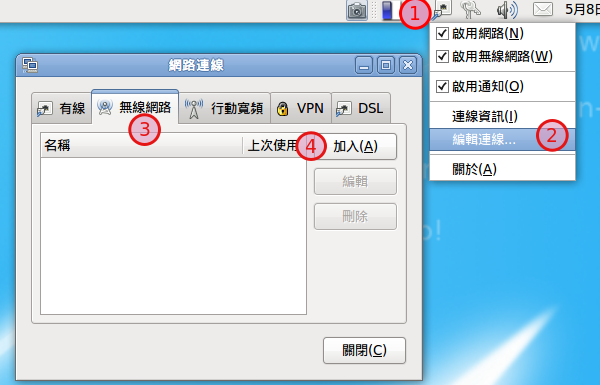 1
5月8日
啟用網路(N)
啟用無線網路(W)
啟用通知(O)
連線資訊(I)
編輯連線... 2
關於(A)
網路連線
有線 無線網路 行動寬頻 VPN DSL
3
名稱 上次使用 4 加入(A)
編輯
刪除
關閉(C)